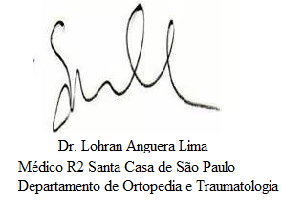 Dr. Lohran Anguera Lima
Médico R2 Santa Casa de São Paulo
Departamento de Ortopedia e Traumatologia